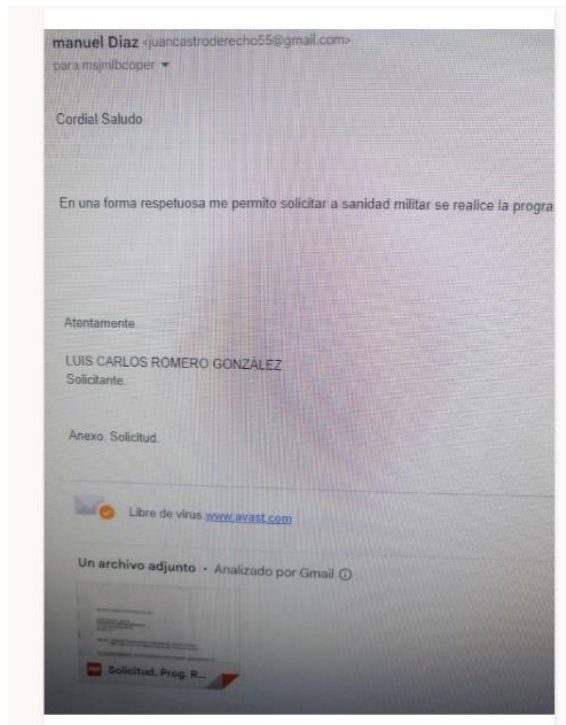 manuel Diaz <juancastroderecho55@gmail.com>
para msjmlbcoper
Cordial Saludo
En una forma respetuosa me permito solicitar a sanidad militar se realice la progra
Atentamente.
LUIS CARLOS ROMERO GONZÁLEZ
Solicitante.
Anexo. Solicitud.
Libre de virus.www.avast.com
Un archivo adjunto • Analizado por Gmail
PDF Solicitud. Prog. R...